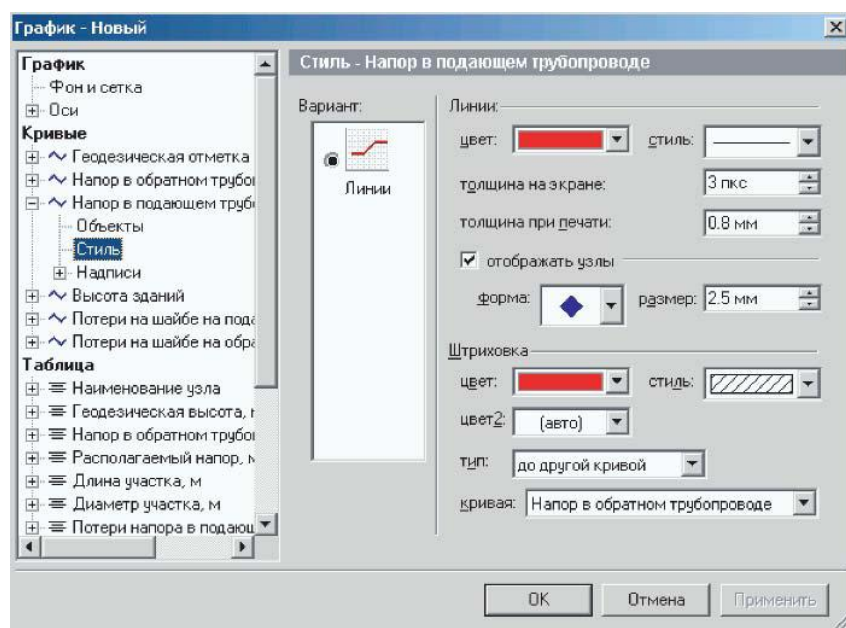 График - Новый
График
Фон и сетка
Оси
Кривые
Геодезическая отметка
Напор в обратном трубо
Напор в подающем труб
Объекты
Стиль
Надписи
Высота зданий
Потери на шайбе на пода
Потери на шайбе на обра
Таблица
Наименование узла
Геодезическая высота,
Напор в обратном трубо
Располагаемый напор,
Длина участка, м
Диаметр участка, м
Потери напора в подающ
Стиль - Напор в подающем трубопроводе
Вариант:
Линии
Линии:
цвет: стиль:
толщина на экране: 3 пкс
толщина при печати: 0.8 мм
отображать узлы
форма: размер: 2.5 мм
Штриховка
цвет: стиль:
цвет2: (авто)
тип: до другой кривой
кривая: Напор в обратном трубопроводе
ОК Отмена Применить